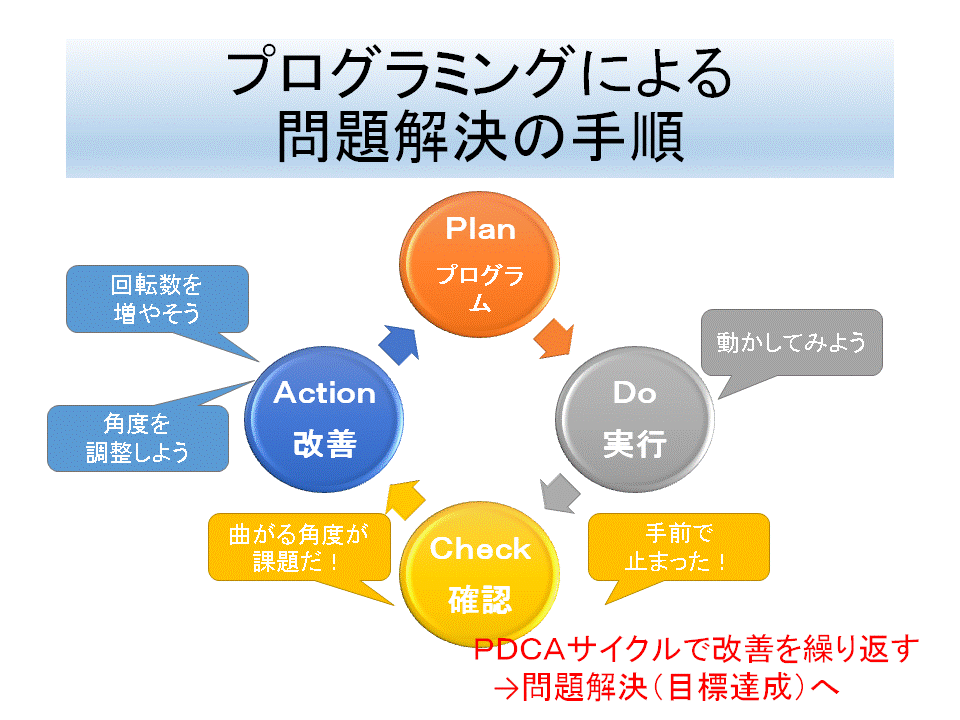 プログラミングによる
問題解決の手順
Plan
プログラ
ム
回転数を
増やそう
動かしてみよう
Action
改善
Do
実行
角度を
調整しよう
曲がる角度が
課題だ！
Check
確認
手前で
止まった！
PDCAサイクルで改善を繰り返す
→問題解決（目標達成）へ